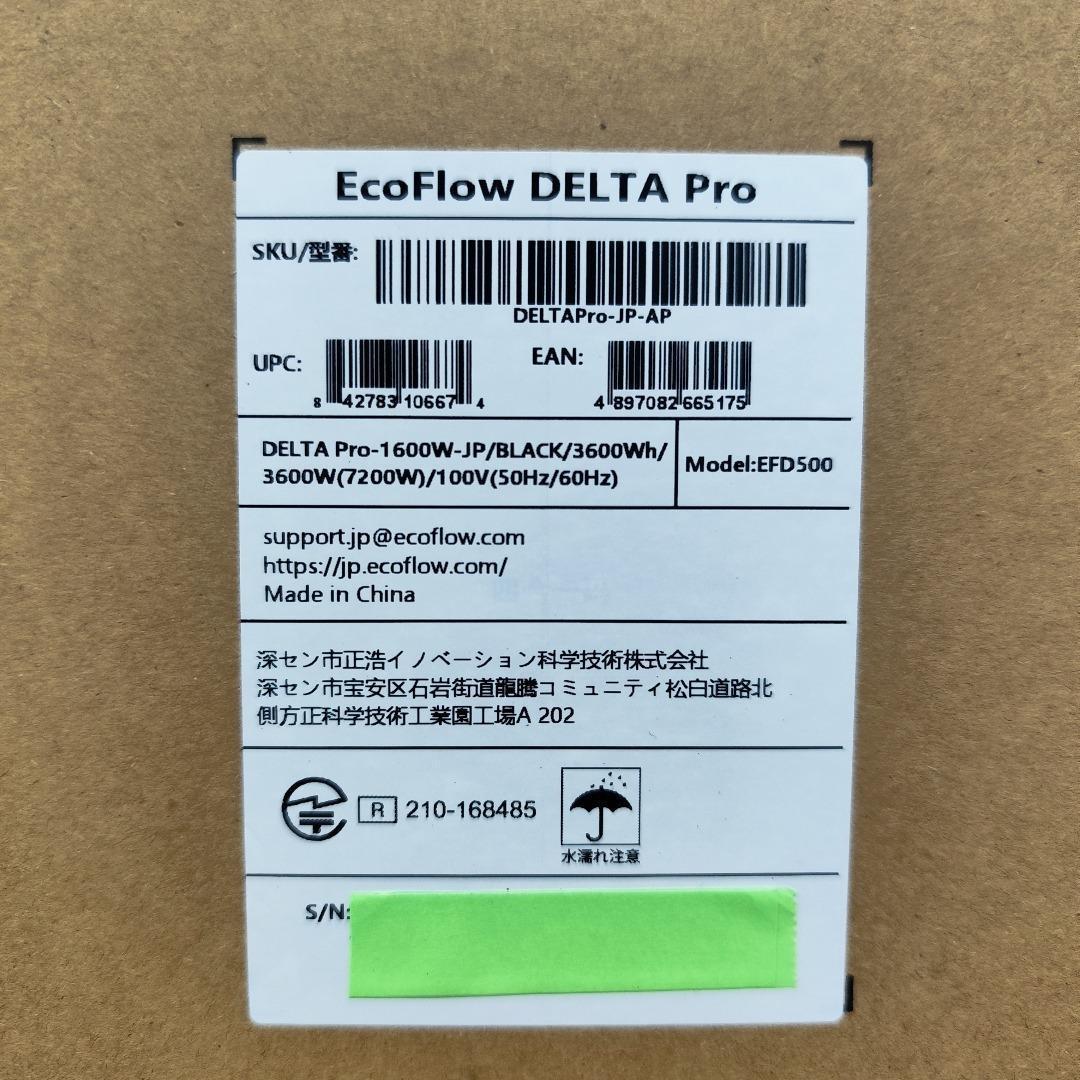 EcoFlow DELTA Pro
SKU/型番:
DELTAPro-JP-AP
UPC:
8 42783 10667 4
EAN:
4 897082 665175
DELTA Pro-1600W-JP/BLACK/3600Wh/
3600W(7200W)/100V(50Hz/60Hz)
Model:EFD500
support.jp@ecoflow.com
https://jp.ecoflow.com/
Made in China
深セン市正浩イノベーション科学技術株式会社
深セン市宝安区石岩街道龍騰コミュニティ松白道路北
側方正科学技術工業園工場A 202
R 210-168485
水濡れ注意
S/N: